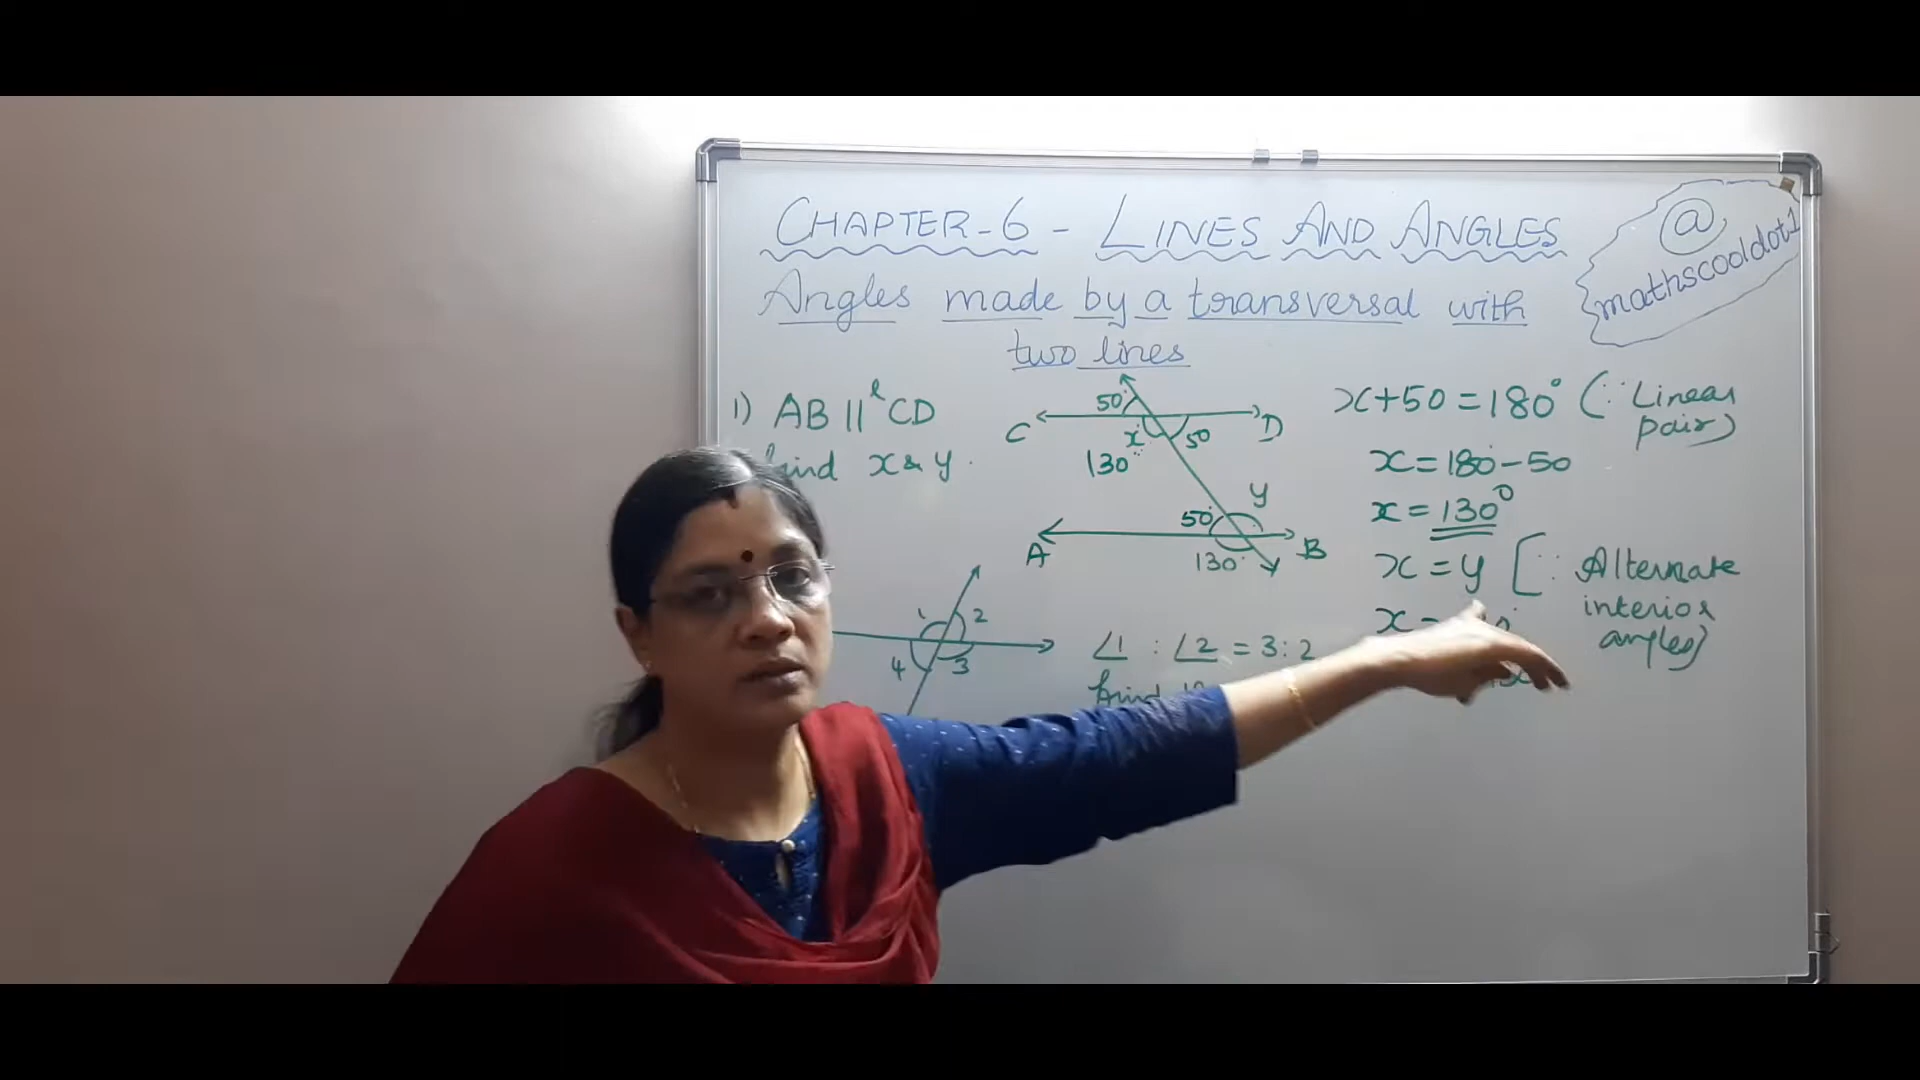 CHAPTER-6 - LINES AND ANGLES
@
mathscooldot1
Angles made by a transversal with
two lines
1) AB ||ˡ CD
find x & y.
50°
C
D
x
50
130°
y
50°
A
B
130°
x+50 = 180° (∵ Linear
pair)
x = 180 - 50
x = 130°
x = y [∵ Alternate
interior
angles)
x =
1
2
4
3
∠1 : ∠2 = 3:2
find